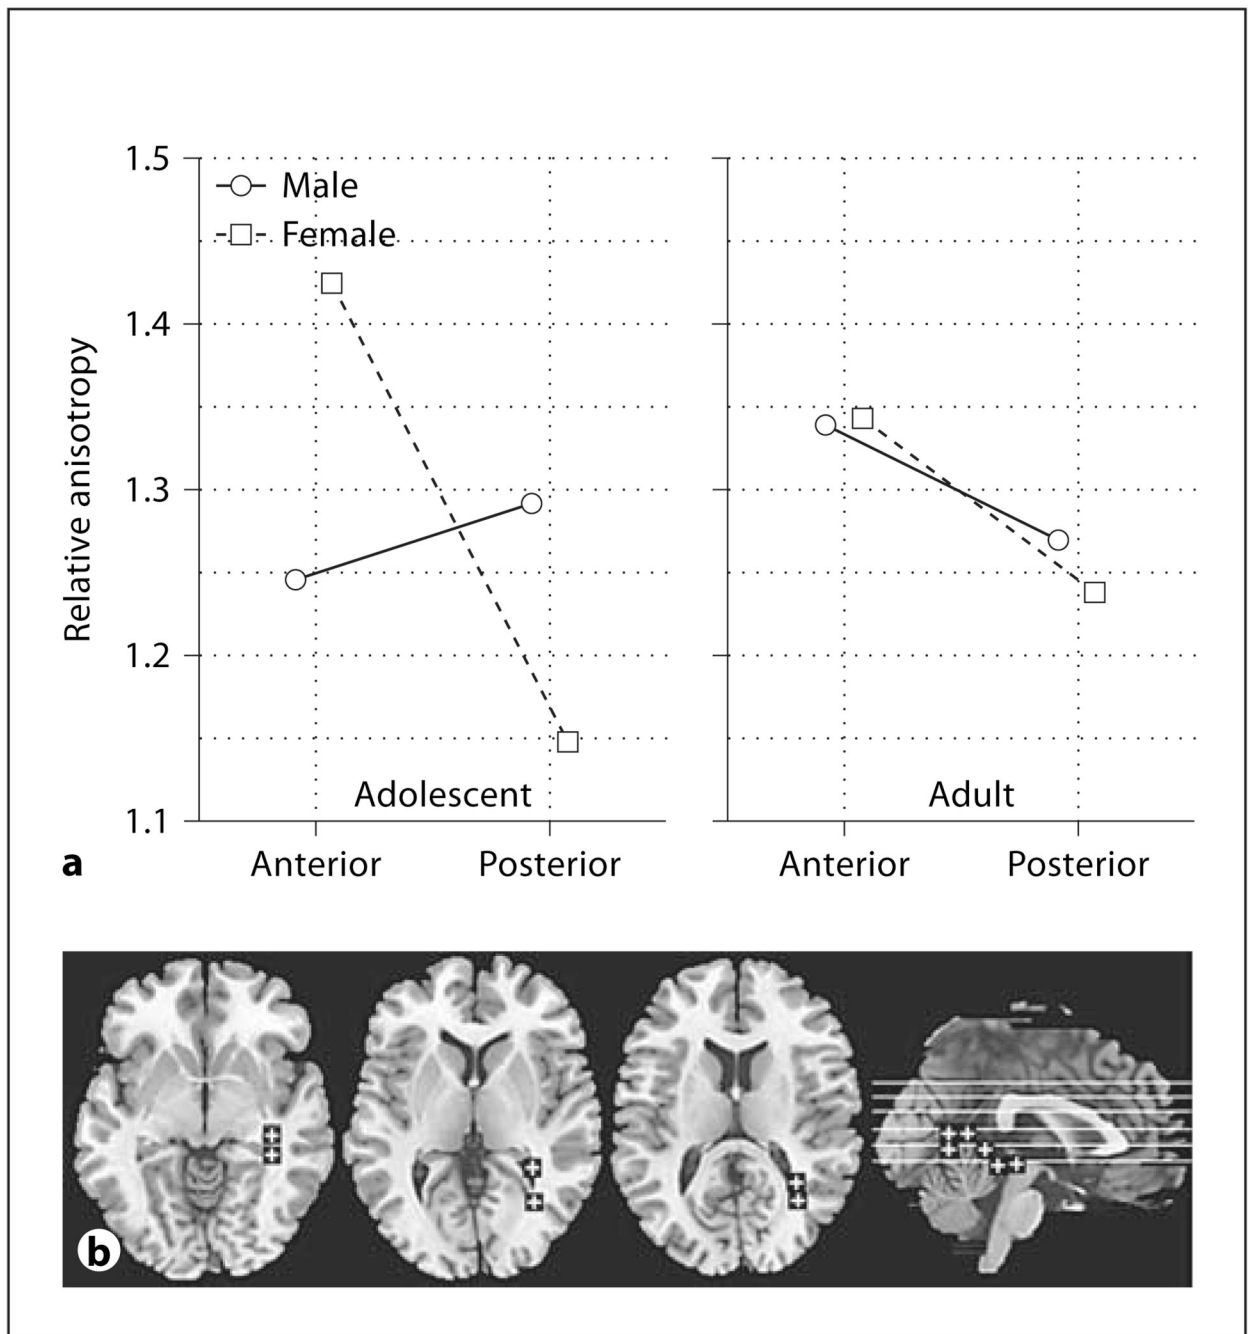 1.5
Male
Female
1.4
Relative anisotropy
1.3
1.2
Adolescent
Adult
1.1
a
Anterior
Posterior
Anterior
Posterior
b